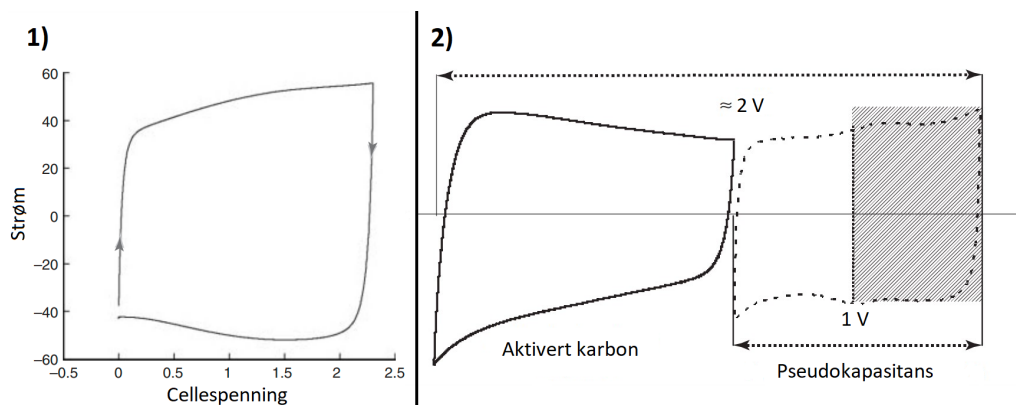 1)
60
40
20
0
−20
−40
−60
Strøm
−0.5 0 0.5 1 1.5 2 2.5
Cellespenning
2)
≈ 2 V
1 V
Aktivert karbon
Pseudokapasitans